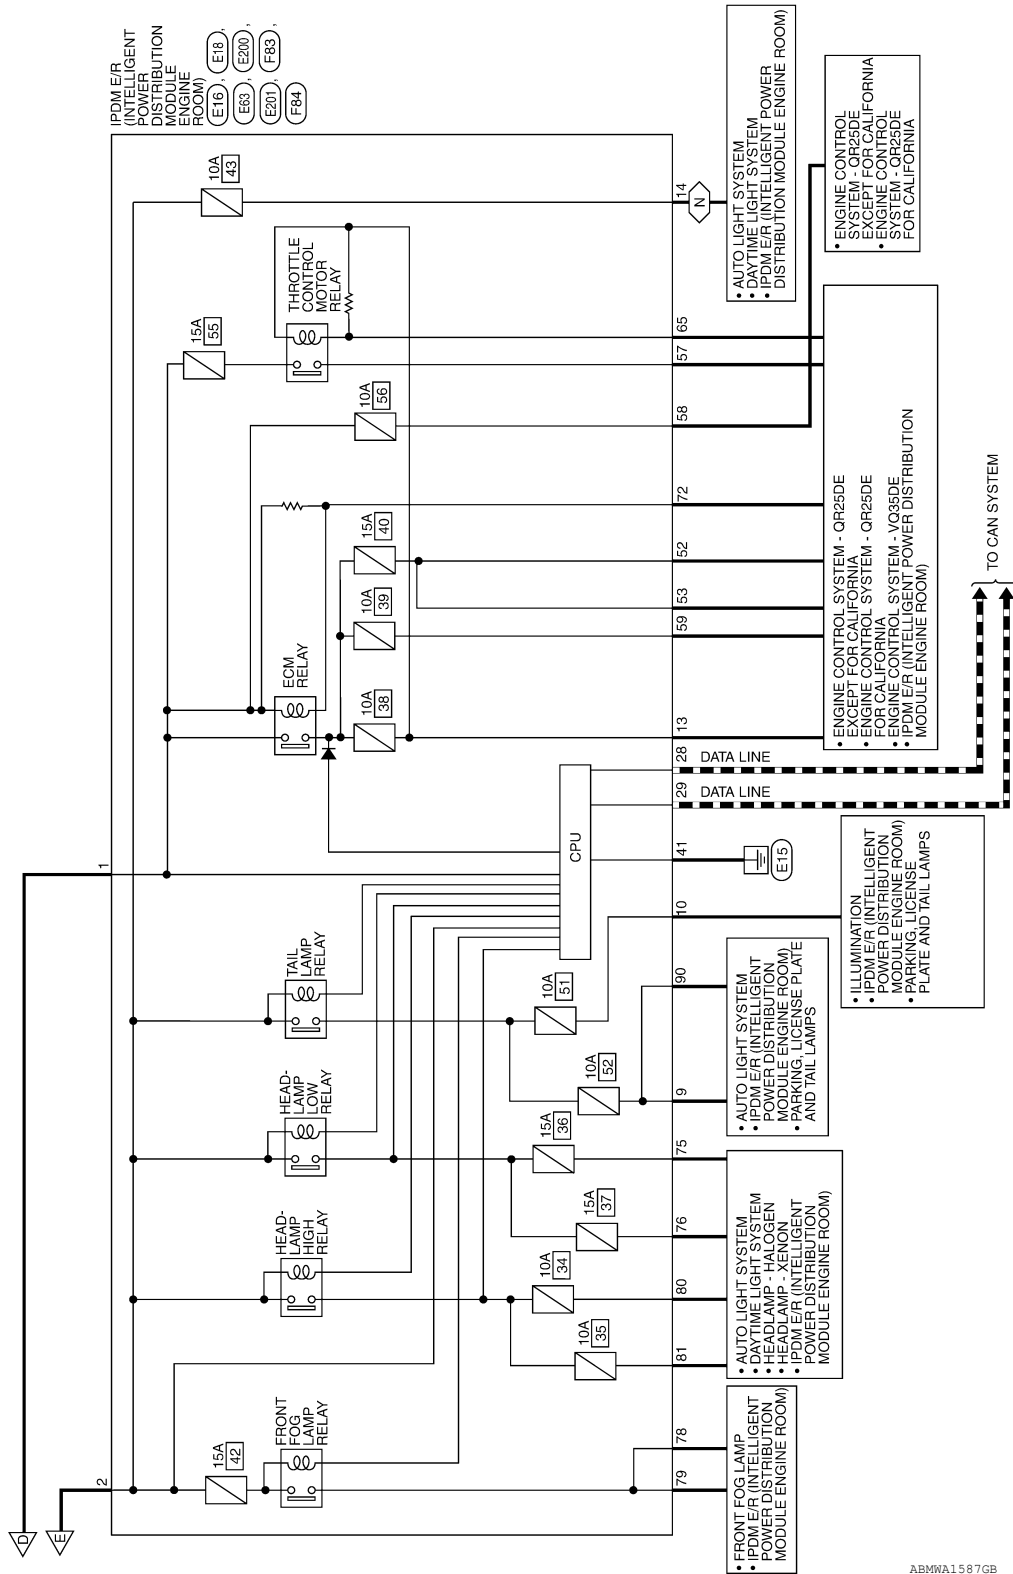 IPDM E/R
(INTELLIGENT
POWER
DISTRIBUTION
MODULE
ENGINE
ROOM)
E16 , E18 ,
E63 , E200 ,
E201 , F83 ,
F84
D
E
2
1
15A
42
FRONT
FOG
LAMP
RELAY
HEAD-
LAMP
HIGH
RELAY
HEAD-
LAMP
LOW
RELAY
TAIL
LAMP
RELAY
ECM
RELAY
THROTTLE
CONTROL
MOTOR
RELAY
10A
43
15A
55
10A
56
15A
40
10A
39
10A
38
CPU
10A
51
10A
52
15A
36
15A
37
10A
34
10A
35
79
78
81
80
76
75
9
90
10
41
29
28
13
59
53
52
72
58
57
65
14
N
DATA LINE
DATA LINE
E15
TO CAN SYSTEM
• FRONT FOG LAMP
• IPDM E/R (INTELLIGENT
POWER DISTRIBUTION
MODULE ENGINE ROOM)
• AUTO LIGHT SYSTEM
• DAYTIME LIGHT SYSTEM
• HEADLAMP - HALOGEN
• HEADLAMP - XENON
• IPDM E/R (INTELLIGENT
POWER DISTRIBUTION
MODULE ENGINE ROOM)
• AUTO LIGHT SYSTEM
• IPDM E/R (INTELLIGENT
POWER DISTRIBUTION
MODULE ENGINE ROOM)
• PARKING, LICENSE PLATE
AND TAIL LAMPS
• ILLUMINATION
• IPDM E/R (INTELLIGENT
POWER DISTRIBUTION
MODULE ENGINE ROOM)
• PARKING, LICENSE
PLATE AND TAIL LAMPS
• ENGINE CONTROL SYSTEM - QR25DE
EXCEPT FOR CALIFORNIA
• ENGINE CONTROL SYSTEM - QR25DE
FOR CALIFORNIA
• ENGINE CONTROL SYSTEM - VQ35DE
• IPDM E/R (INTELLIGENT POWER DISTRIBUTION
MODULE ENGINE ROOM)
• AUTO LIGHT SYSTEM
• DAYTIME LIGHT SYSTEM
• IPDM E/R (INTELLIGENT POWER
DISTRIBUTION MODULE ENGINE ROOM)
• ENGINE CONTROL
SYSTEM - QR25DE
EXCEPT FOR CALIFORNIA
• ENGINE CONTROL
SYSTEM - QR25DE
FOR CALIFORNIA
ABMWA1587GB